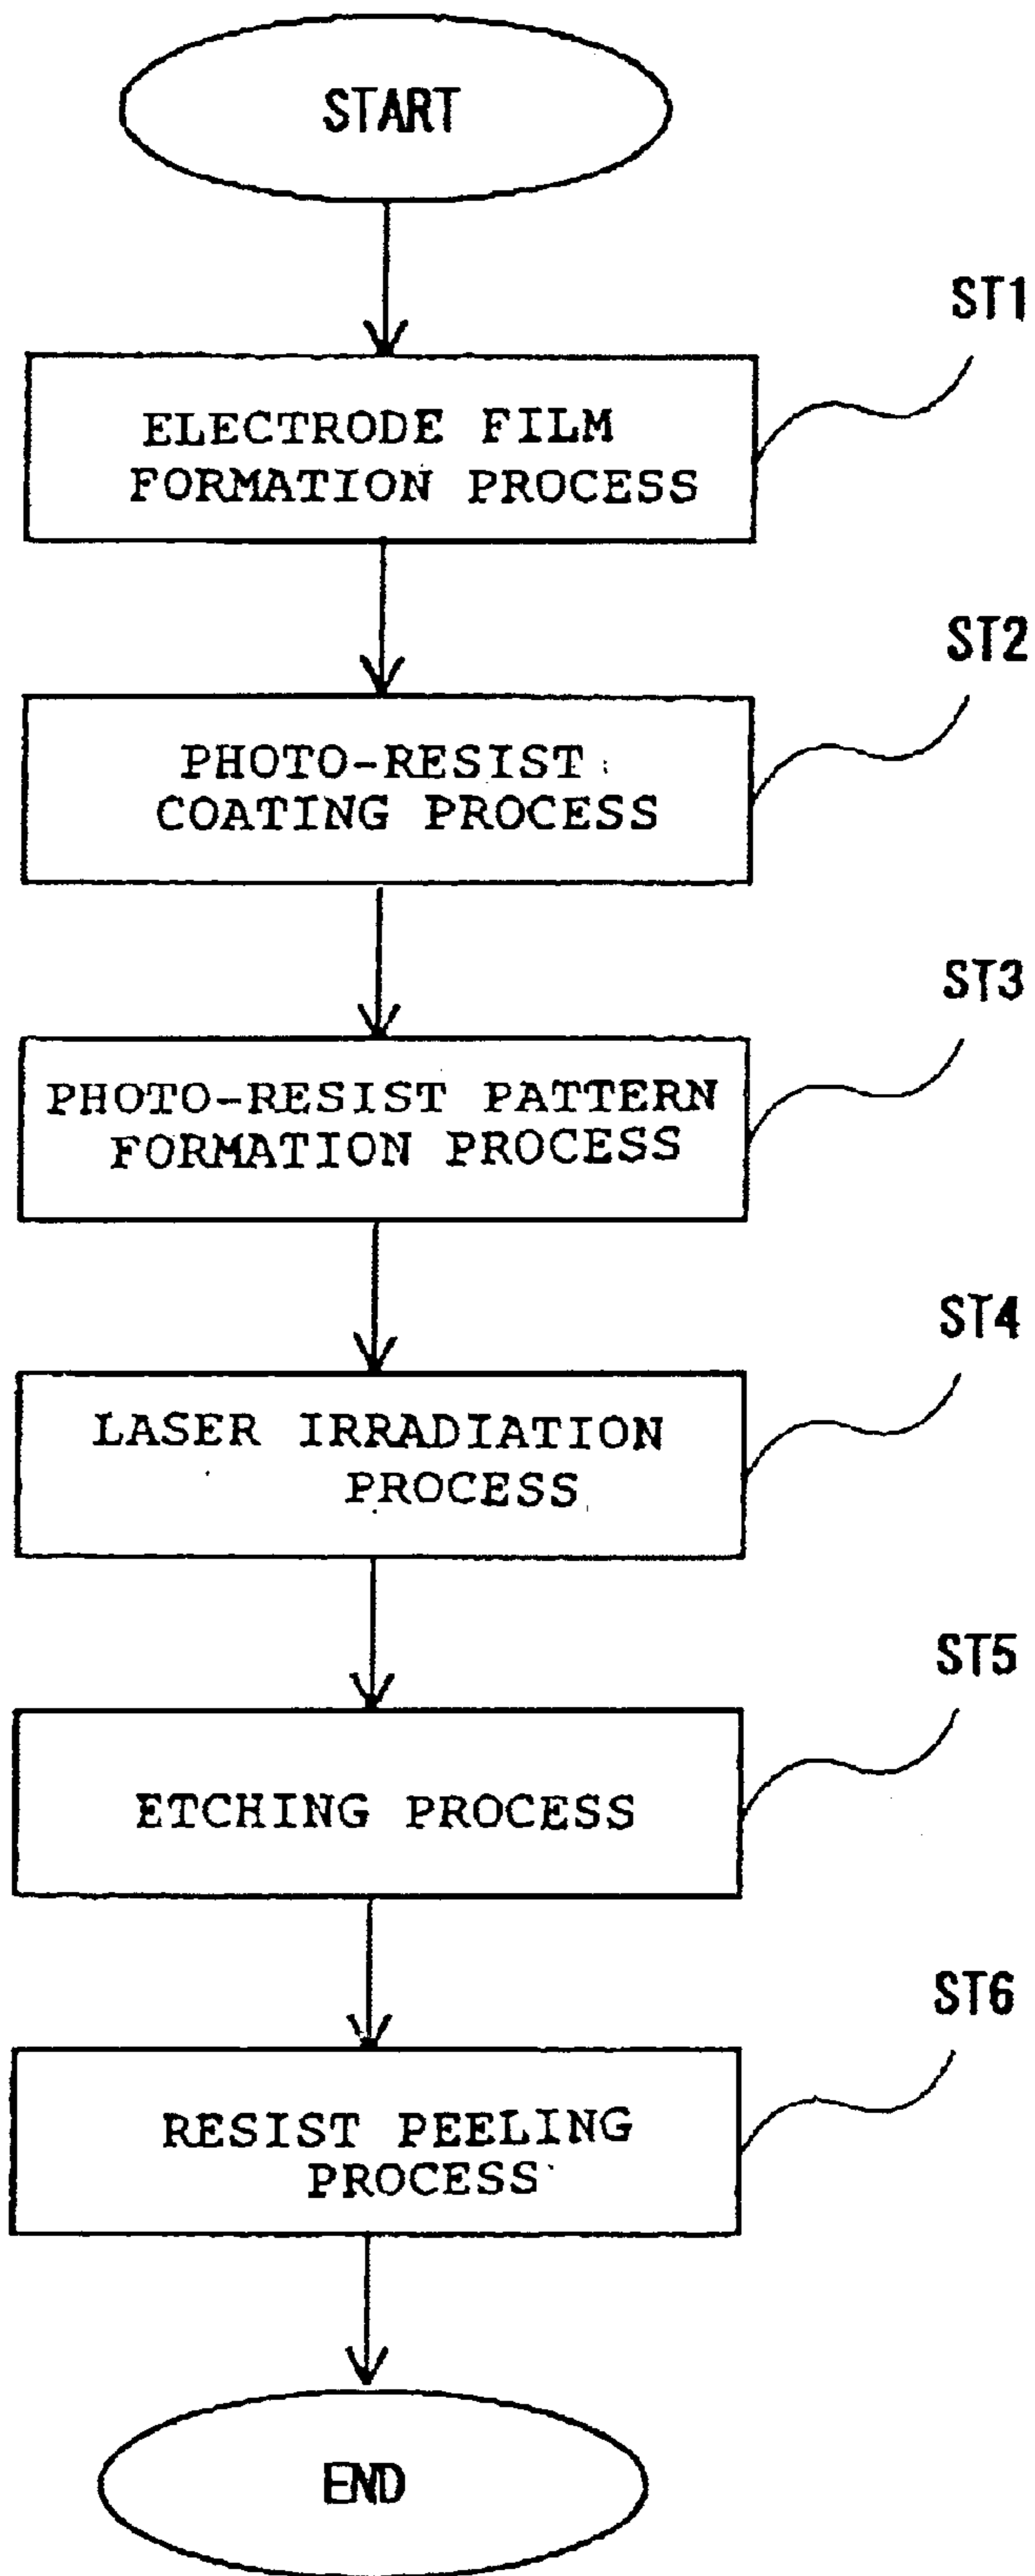 START
ST1
ELECTRODE FILM
FORMATION PROCESS
ST2
PHOTO-RESIST
COATING PROCESS
ST3
PHOTO-RESIST PATTERN
FORMATION PROCESS
ST4
LASER IRRADIATION
PROCESS
ST5
ETCHING PROCESS
ST6
RESIST PEELING
PROCESS
END